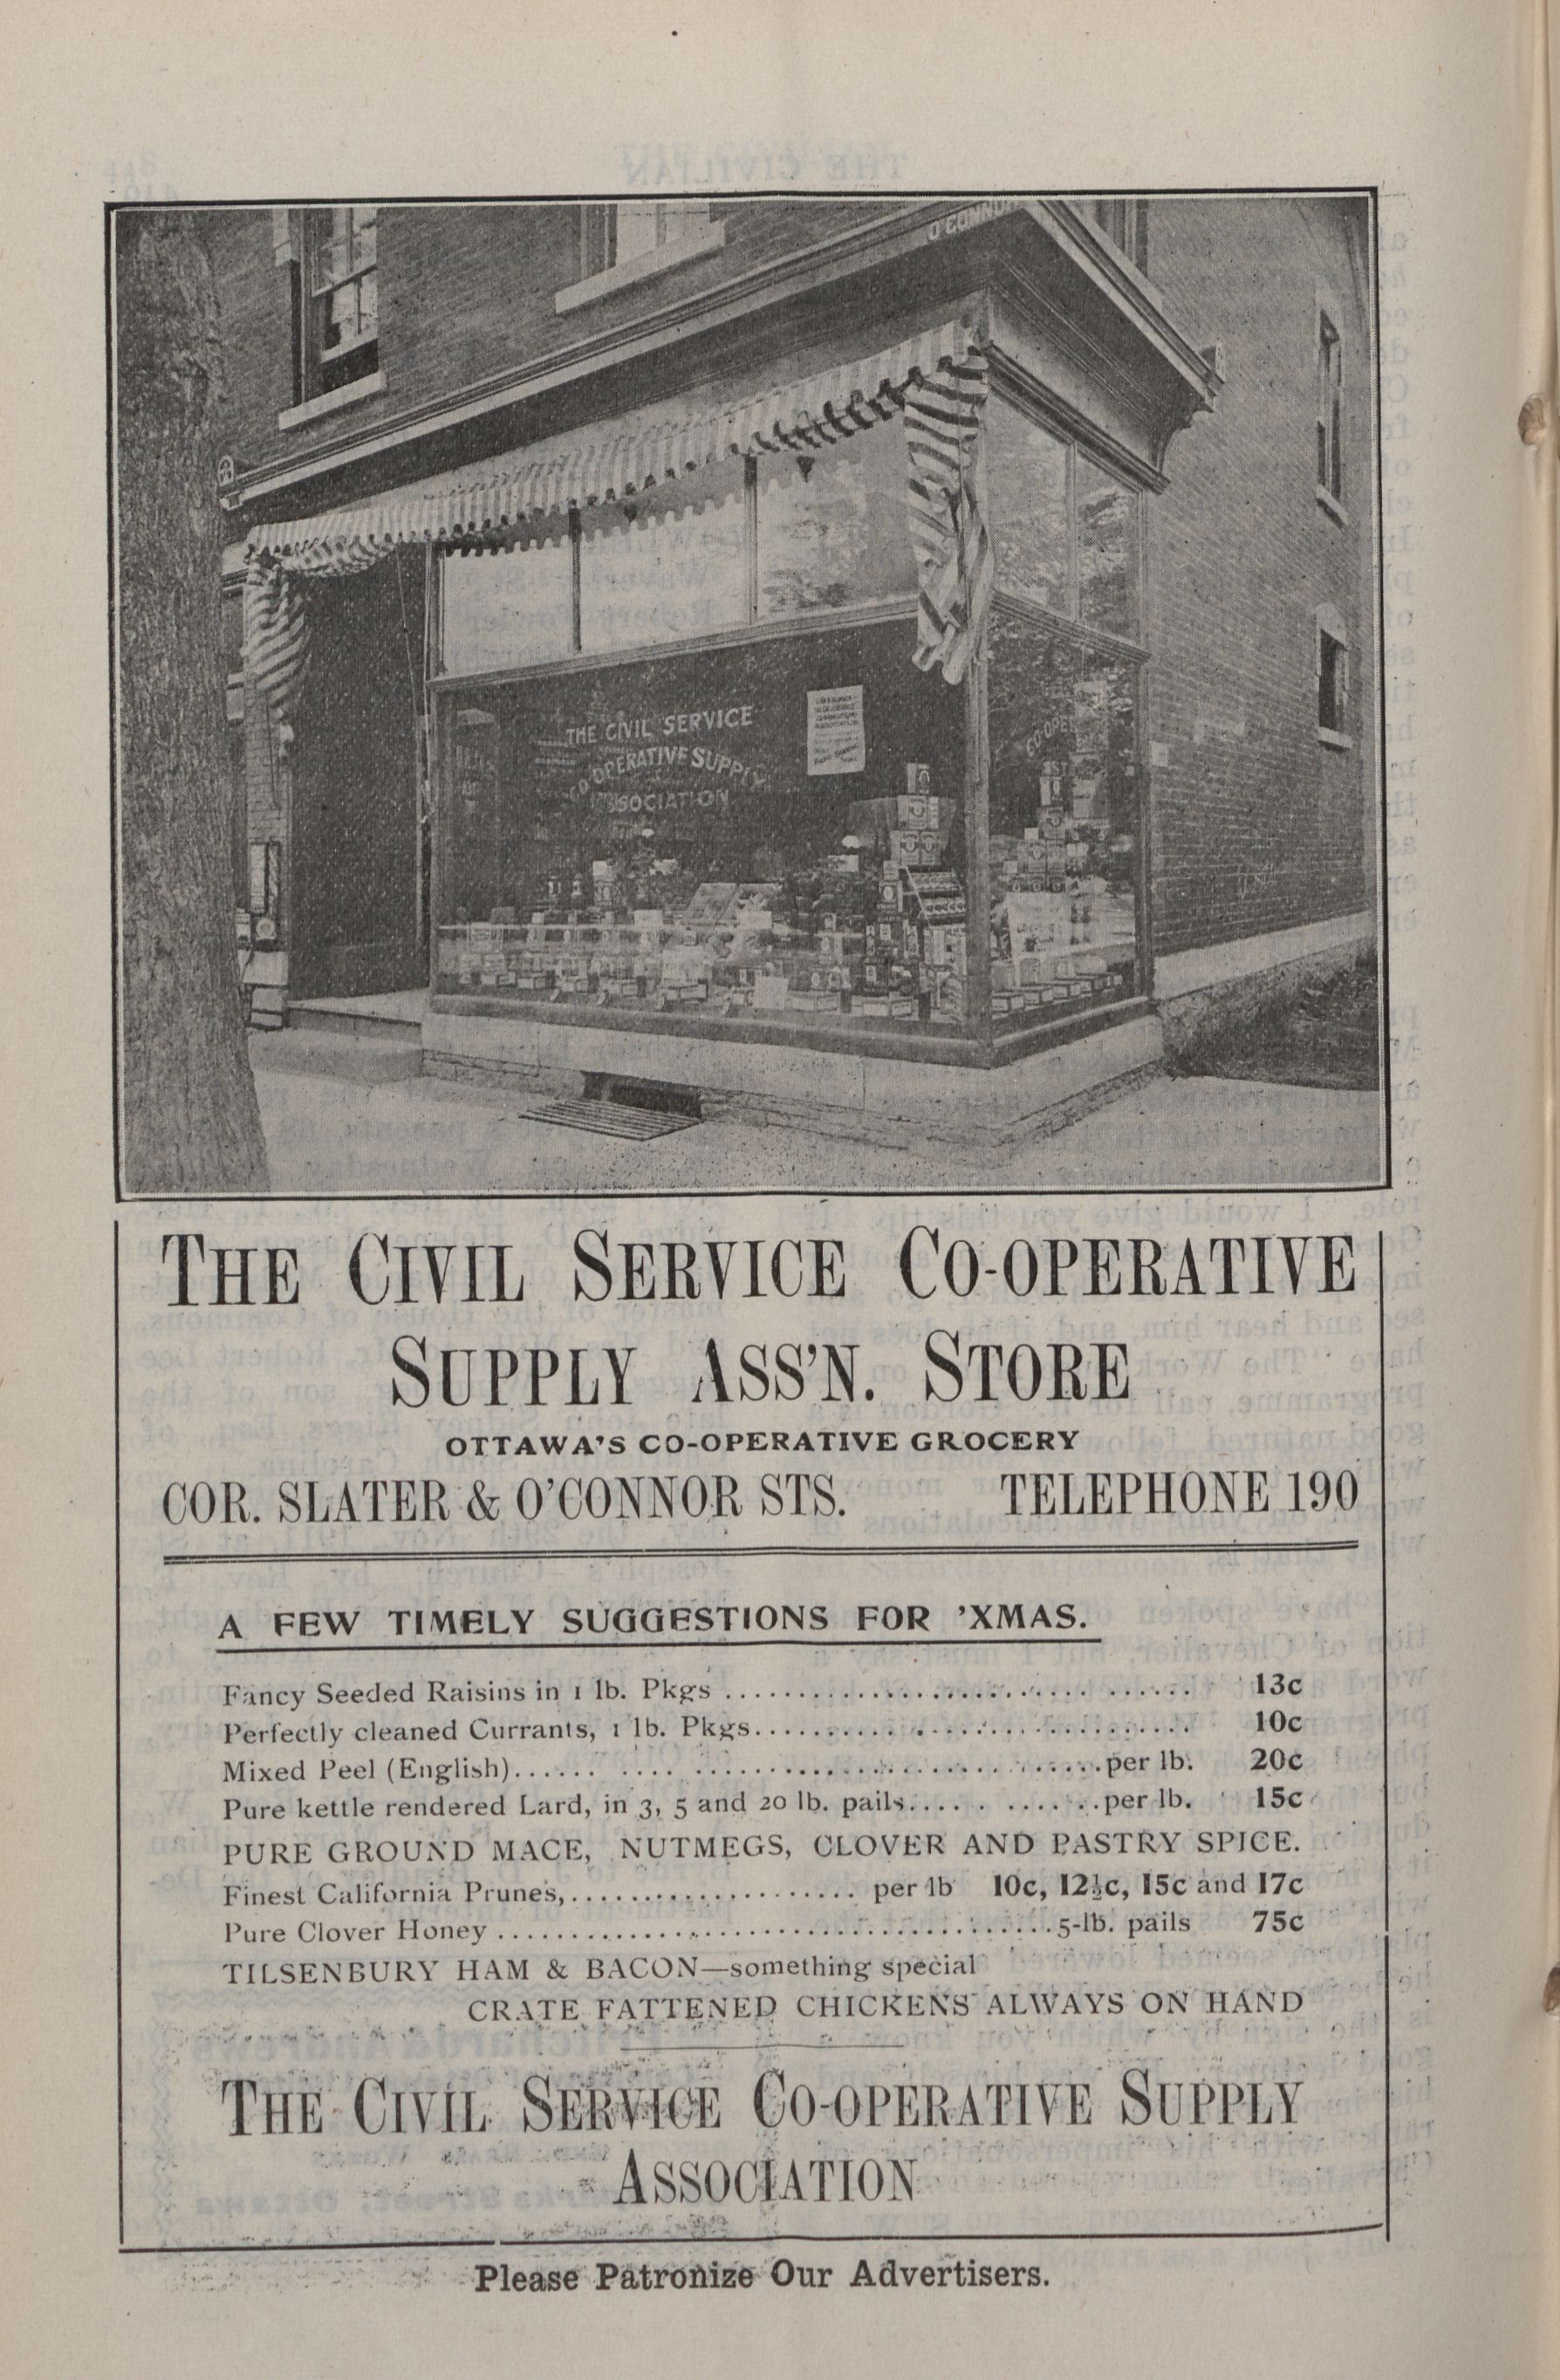 O'CONNOR
THE CIVIL SERVICE
CO-OPERATIVE SUPPLY
ASSOCIATION
CO-OPE
THE CIVIL SERVICE CO-OPERATIVE
SUPPLY ASS'N. STORE
OTTAWA'S CO-OPERATIVE GROCERY
COR. SLATER & O'CONNOR STS. TELEPHONE 190
A FEW TIMELY SUGGESTIONS FOR 'XMAS.
Fancy Seeded Raisins in 1 lb. Pkgs ........................................ 13c
Perfectly cleaned Currants, 1 lb. Pkgs.................................... 10c
Mixed Peel (English)...... .... ............................per lb. 20c
Pure kettle rendered Lard, in 3, 5 and 20 lb. pails...... .......per lb. 15c
PURE GROUND MACE, NUTMEGS, CLOVER AND PASTRY SPICE.
Finest California Prunes,..................... per lb 10c, 12½c, 15c and 17c
Pure Clover Honey ......................................5-lb. pails 75c
TILSENBURY HAM & BACON—something special
CRATE FATTENED CHICKENS ALWAYS ON HAND
THE CIVIL SERVICE CO-OPERATIVE SUPPLY
ASSOCIATION
Please Patronize Our Advertisers.